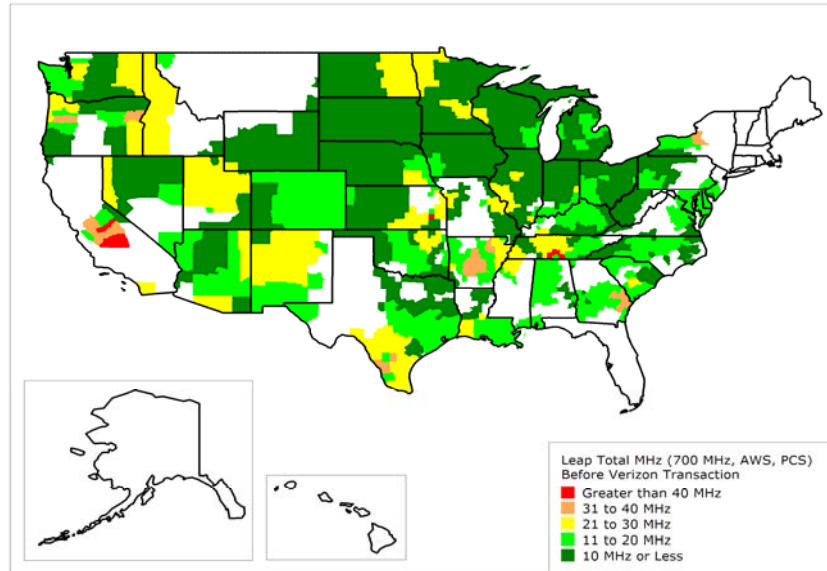 Leap Total MHz (700 MHz, AWS, PCS)
Before Verizon Transaction
Greater than 40 MHz
31 to 40 MHz
21 to 30 MHz
11 to 20 MHz
10 MHz or Less